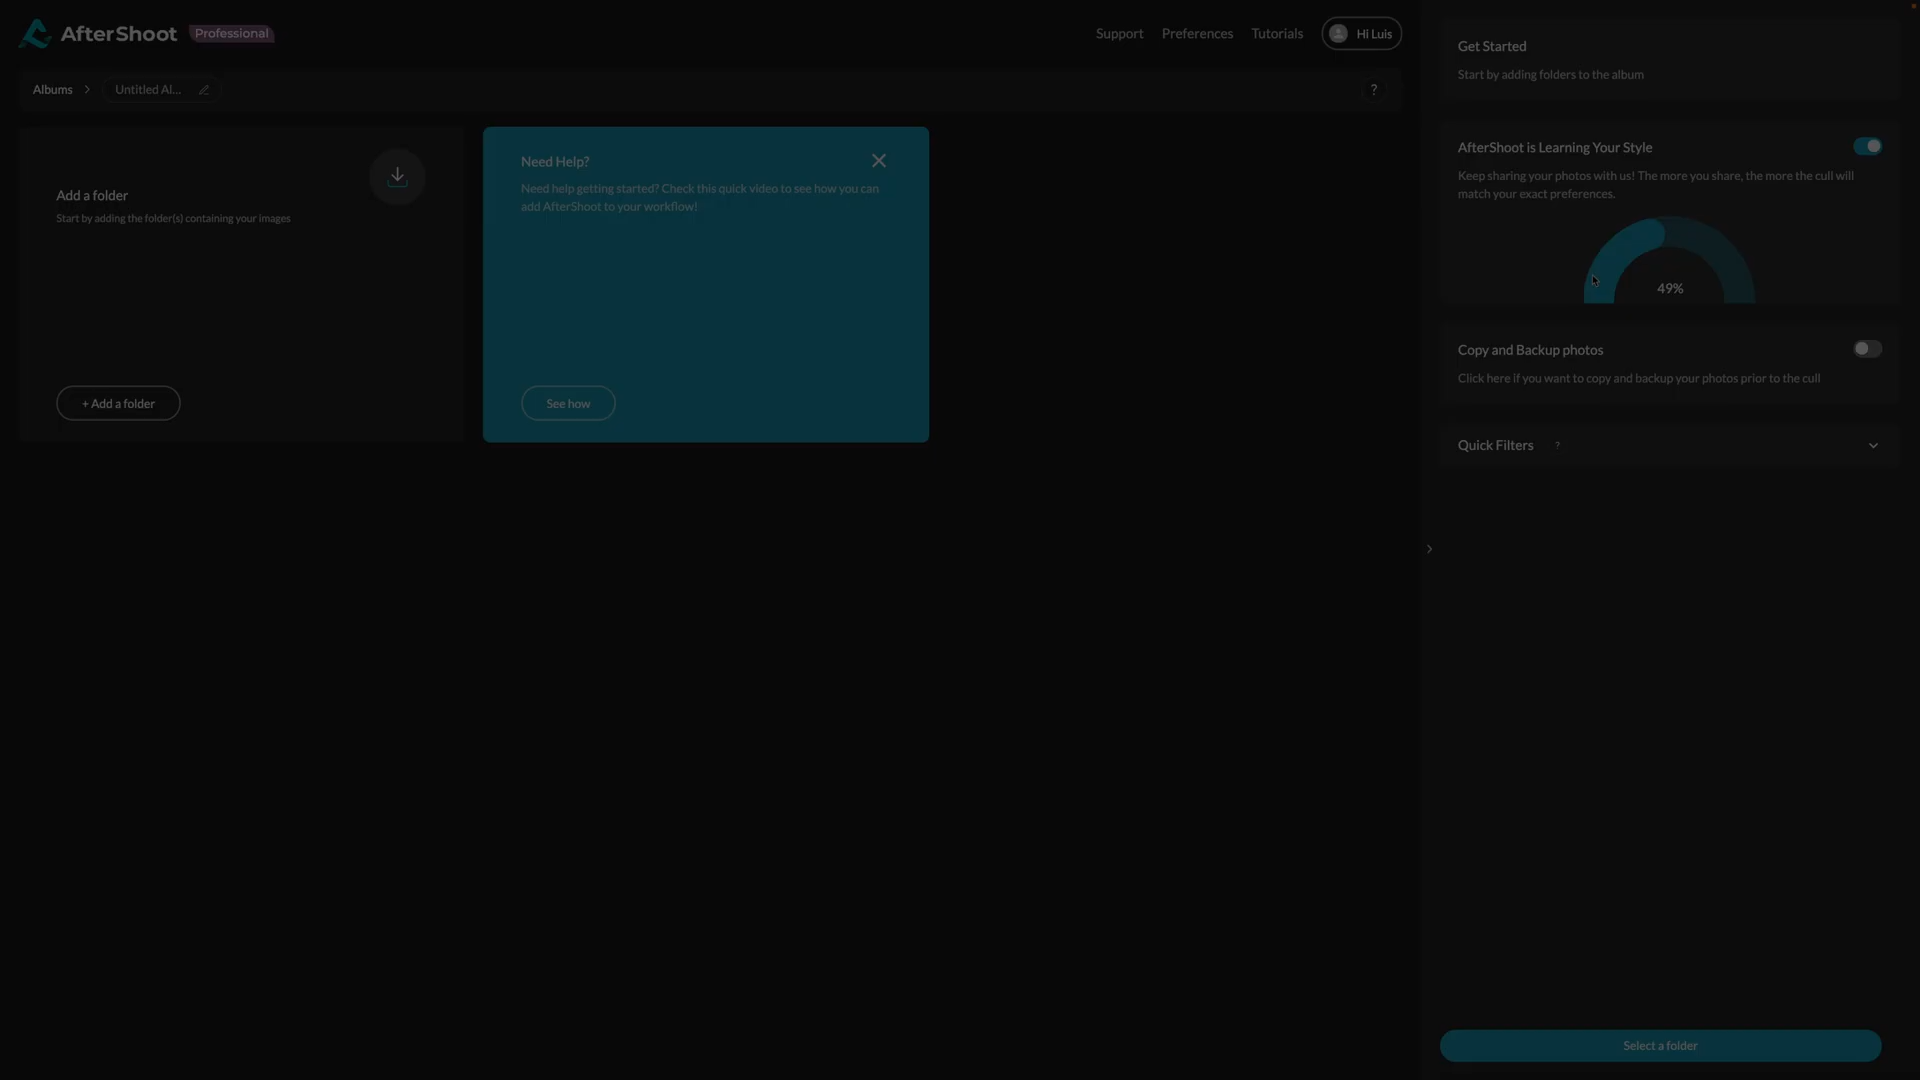 AfterShoot Professional
Support Preferences Tutorials Hi Luis
Albums > Untitled Al...
?
Add a folder
Start by adding the folder(s) containing your images
+ Add a folder
Need Help?
Need help getting started? Check this quick video to see how you can
add AfterShoot to your workflow!
See how
Get Started
Start by adding folders to the album
AfterShoot is Learning Your Style
Keep sharing your photos with us! The more you share, the more the cull will
match your exact preferences.
49%
Copy and Backup photos
Click here if you want to copy and backup your photos prior to the cull
Quick Filters ?
Select a folder